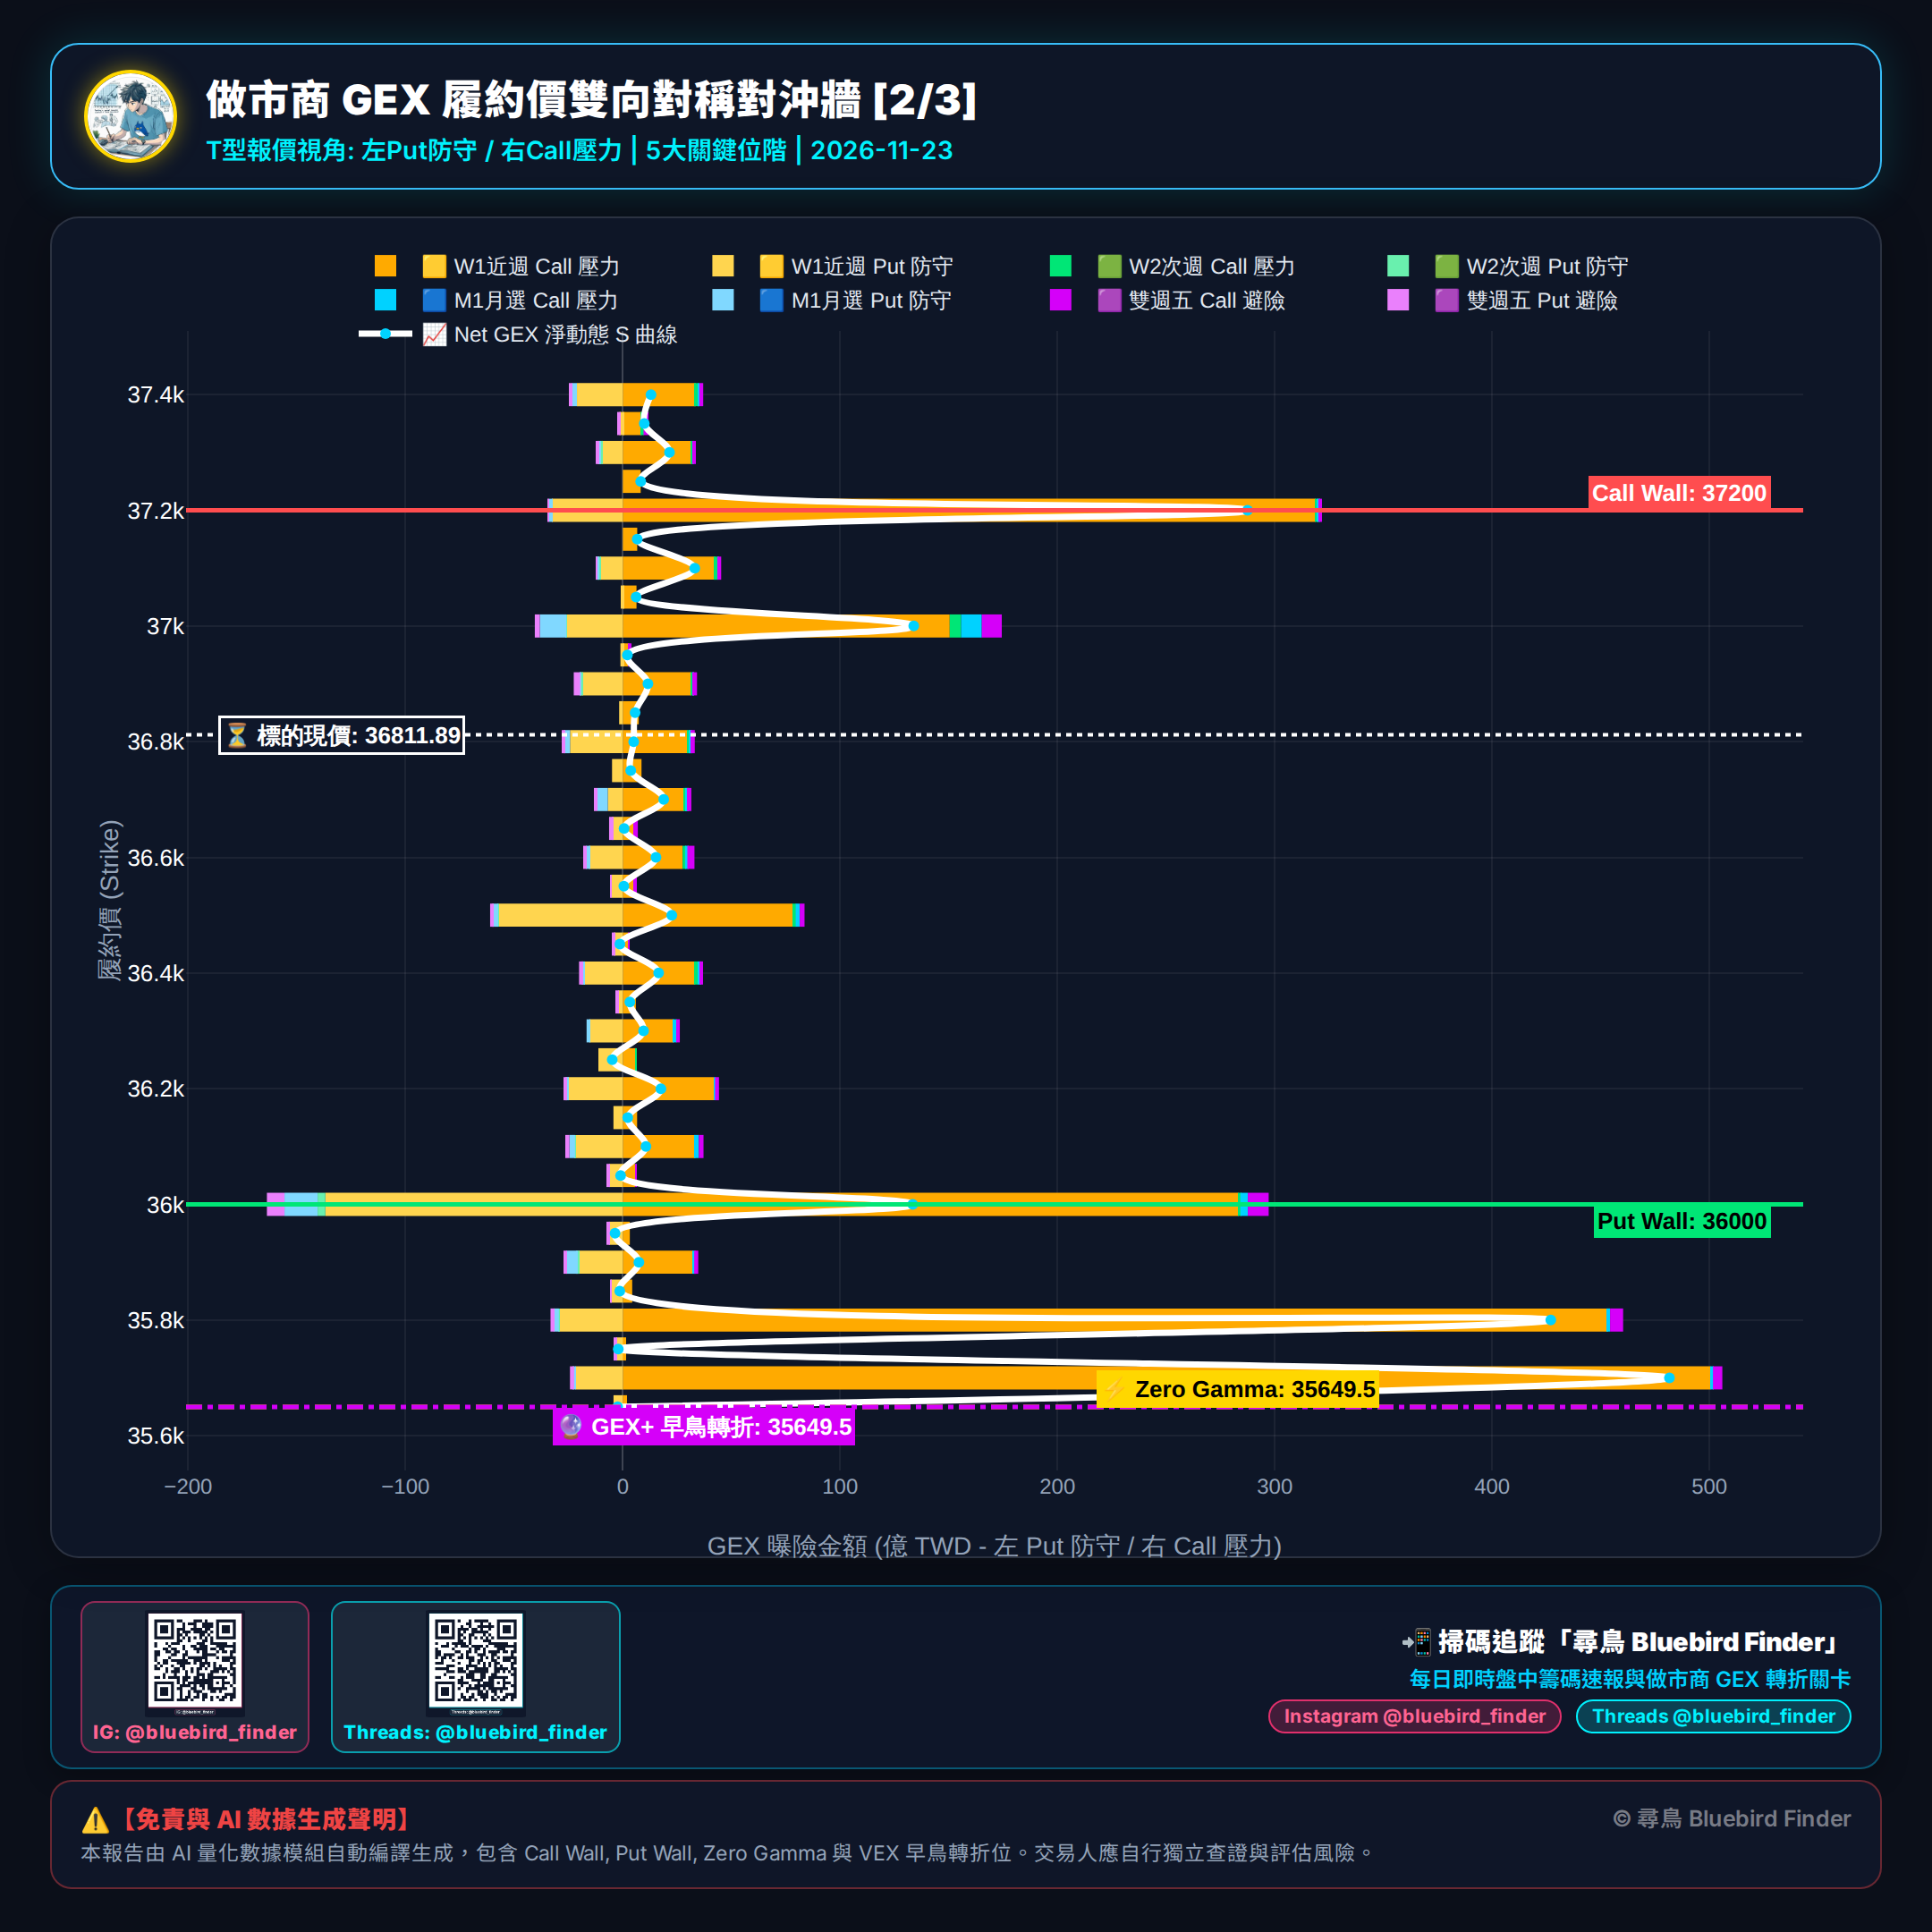 做市商 GEX 履約價雙向對稱對沖牆 [2/3]
T型報價視角: 左Put防守 / 右Call壓力 | 5大關鍵位階 | 2026-11-23
W1近週 Call 壓力
W1近週 Put 防守
W2次週 Call 壓力
W2次週 Put 防守
M1月選 Call 壓力
M1月選 Put 防守
雙週五 Call 避險
雙週五 Put 避險
Net GEX 淨動態 S 曲線
37.4k
Call Wall: 37200
37.2k
37k
標的現價: 36811.89
36.8k
36.6k
履約價 (Strike)
36.4k
36.2k
36k
Put Wall: 36000
35.8k
Zero Gamma: 35649.5
GEX+ 早鳥轉折: 35649.5
35.6k
−200
−100
0
100
200
300
400
500
GEX 曝險金額 (億 TWD - 左 Put 防守 / 右 Call 壓力)
IG: @bluebird_finder
Threads: @bluebird_finder
IG: @bluebird_finder
Threads: @bluebird_finder
掃碼追蹤「尋鳥 Bluebird Finder」
每日即時盤中籌碼速報與做市商 GEX 轉折關卡
Instagram @bluebird_finder
Threads @bluebird_finder
【免責與 AI 數據生成聲明】
© 尋鳥 Bluebird Finder
本報告由 AI 量化數據模組自動編譯生成，包含 Call Wall, Put Wall, Zero Gamma 與 VEX 早鳥轉折位。交易人應自行獨立查證與評估風險。